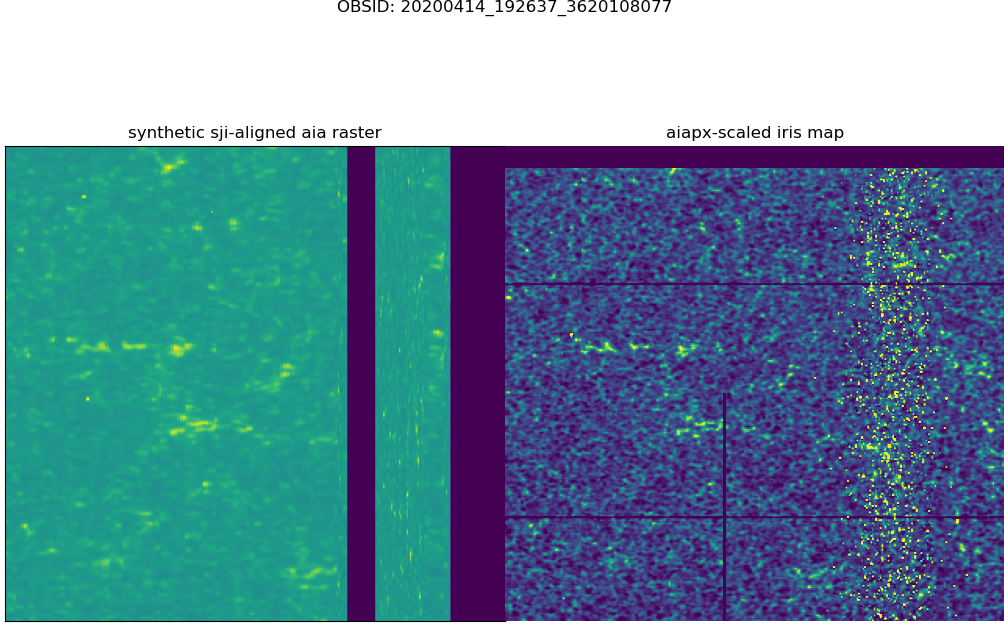 OBSID: 20200414_192637_3620108077
synthetic sji-aligned aia raster
aiapx-scaled iris map